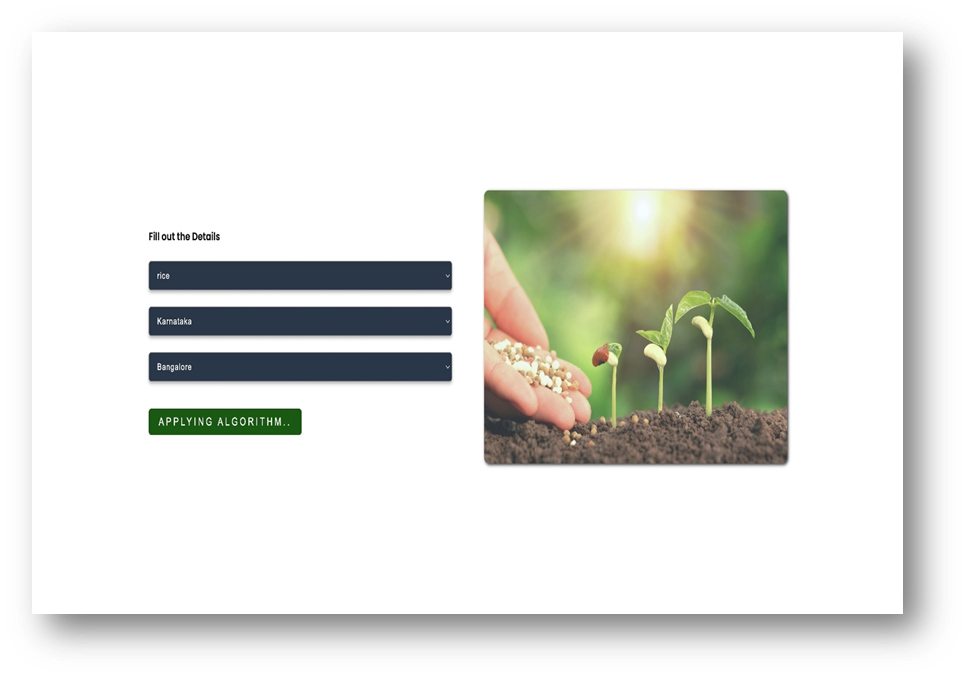 Fill out the Details
rice
Karnataka
Bangalore
APPLYING ALGORITHM..